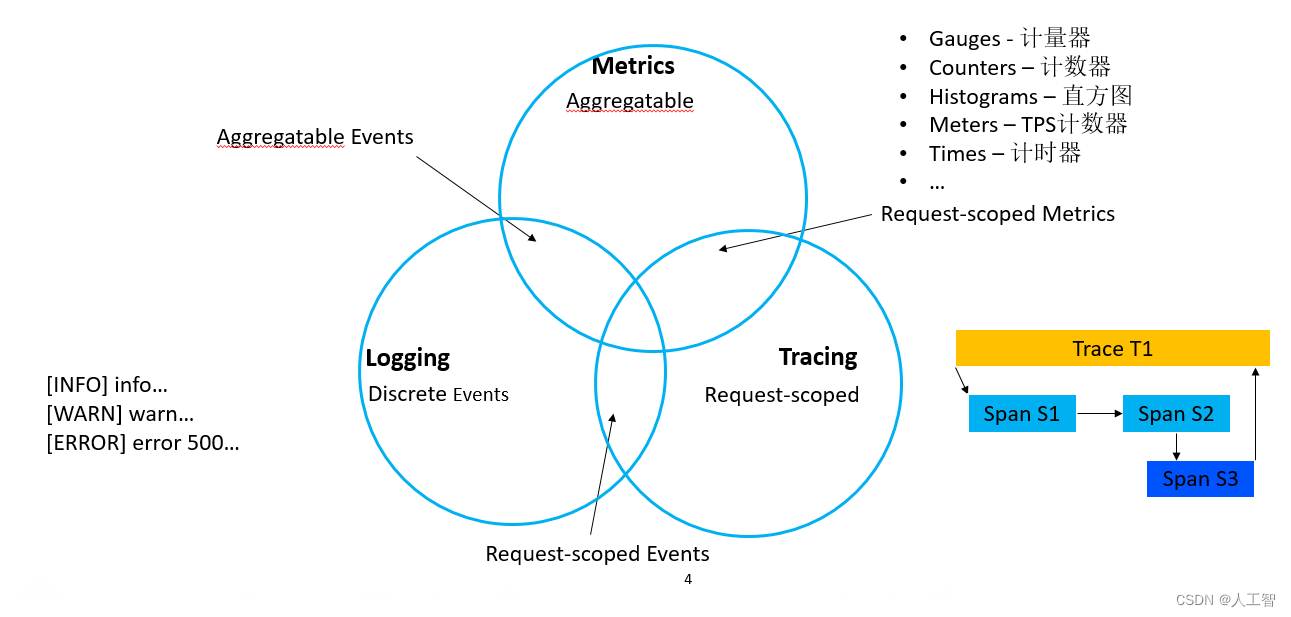 Metrics
Aggregatable
Aggregatable Events
• Gauges - 计量器
• Counters – 计数器
• Histograms – 直方图
• Meters – TPS计数器
• Times – 计时器
• ...
Request-scoped Metrics
Logging
Discrete Events
Tracing
Request-scoped
[INFO] info...
[WARN] warn...
[ERROR] error 500...
Trace T1
Span S1
Span S2
Span S3
Request-scoped Events
4
CSDN @人工智